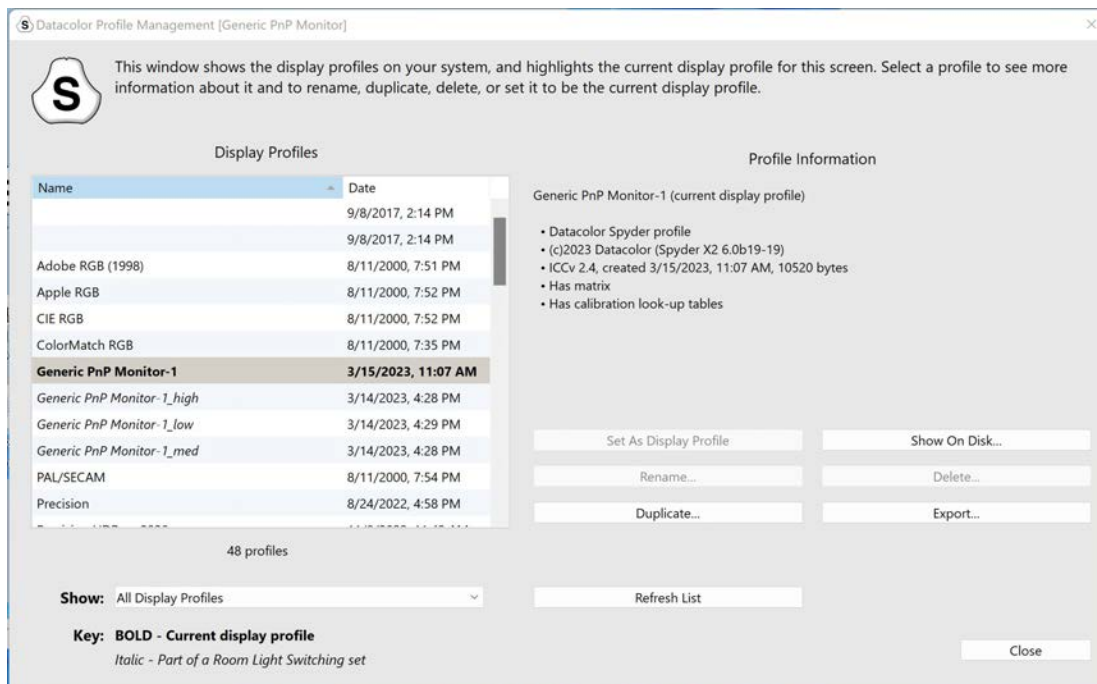 S Datacolor Profile Management [Generic PnP Monitor]
S
This window shows the display profiles on your system, and highlights the current display profile for this screen. Select a profile to see more
information about it and to rename, duplicate, delete, or set it to be the current display profile.
Display Profiles
Name Date
9/8/2017, 2:14 PM
9/8/2017, 2:14 PM
Adobe RGB (1998) 8/11/2000, 7:51 PM
Apple RGB 8/11/2000, 7:52 PM
CIE RGB 8/11/2000, 7:52 PM
ColorMatch RGB 8/11/2000, 7:35 PM
Generic PnP Monitor-1 3/15/2023, 11:07 AM
Generic PnP Monitor-1_high 3/14/2023, 4:28 PM
Generic PnP Monitor-1_low 3/14/2023, 4:29 PM
Generic PnP Monitor-1_med 3/14/2023, 4:28 PM
PAL/SECAM 8/11/2000, 7:54 PM
Precision 8/24/2022, 4:58 PM
48 profiles
Profile Information
Generic PnP Monitor-1 (current display profile)
• Datacolor Spyder profile
• (c)2023 Datacolor (Spyder X2 6.0b19-19)
• ICCv 2.4, created 3/15/2023, 11:07 AM, 10520 bytes
• Has matrix
• Has calibration look-up tables
Set As Display Profile Show On Disk...
Rename... Delete...
Duplicate... Export...
Show: All Display Profiles Refresh List
Key: BOLD - Current display profile
Italic - Part of a Room Light Switching set
Close